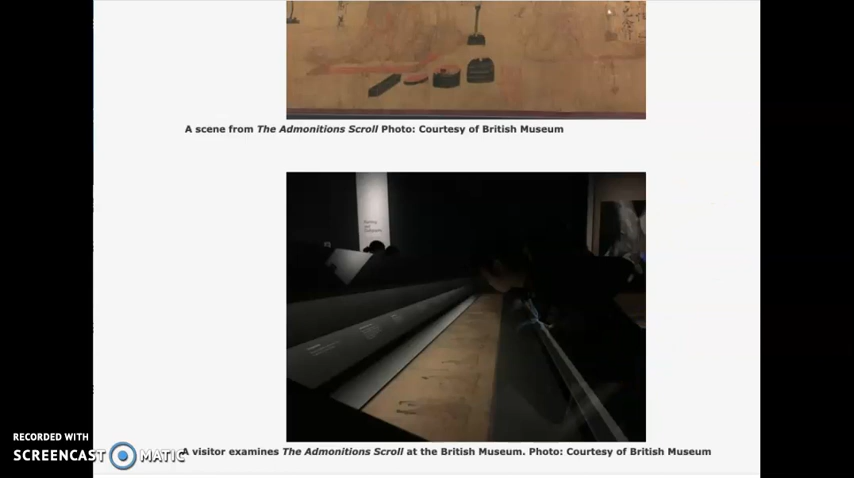 A scene from The Admonitions Scroll Photo: Courtesy of British Museum
RECORDED WITH
SCREENCAST MATIC
A visitor examines The Admonitions Scroll at the British Museum. Photo: Courtesy of British Museum